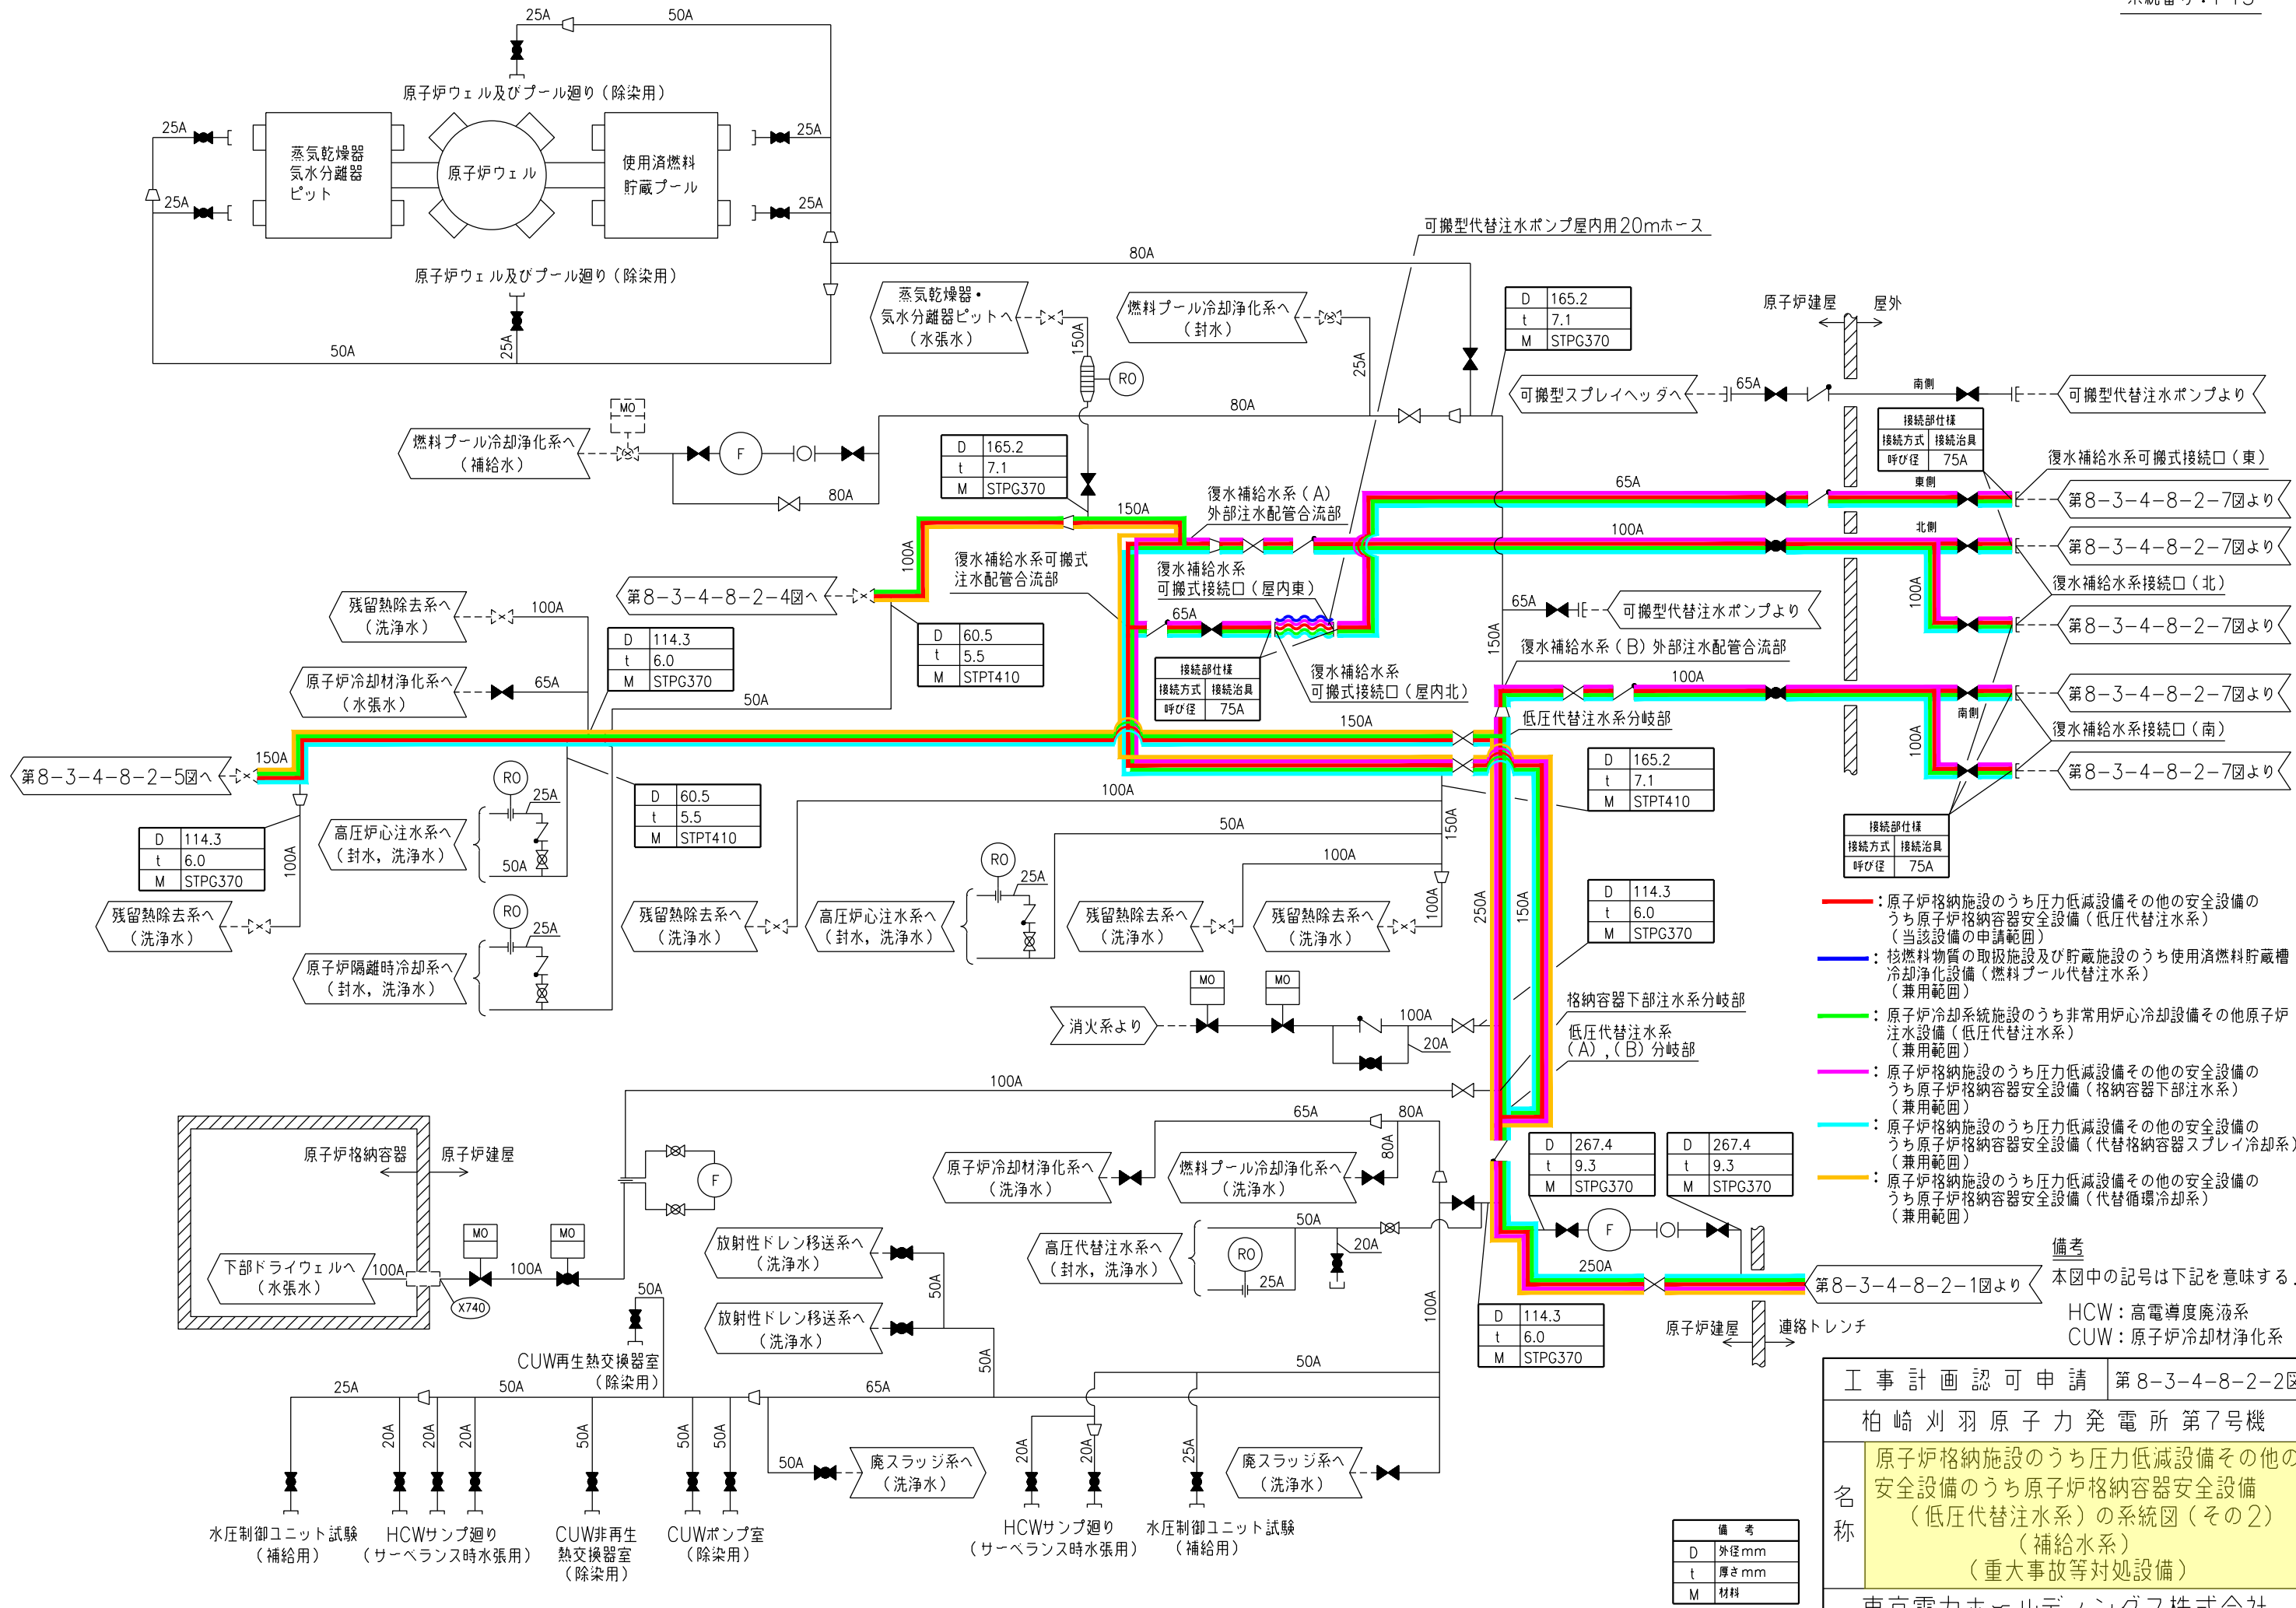 25A
50A
原子炉ウェル及びプール廻り(除染用)
25A
25A
蒸気乾燥器
気水分離器
ピット
原子炉ウェル
使用済燃料
貯蔵プール
25A
25A
原子炉ウェル及びプール廻り(除染用)
25A
50A
80A
可搬型代替注水ポンプ屋内用20mホース
蒸気乾燥器・
気水分離器ピットへ
(水張水)
150A
RO
燃料プール冷却浄化系へ
(封水)
25A
D 165.2
t 7.1
M STPG370
原子炉建屋
屋外
可搬型スプレイヘッダへ
65A
南側
可搬型代替注水ポンプより
MO
燃料プール冷却浄化系へ
(補給水)
F
80A
80A
D 165.2
t 7.1
M STPG370
接続部仕様
接続方式 接続治具
呼び径 75A
復水補給水系可搬式接続口(東)
65A
東側
第8-3-4-8-2-7図より
復水補給水系(A)
外部注水配管合流部
150A
100A
北側
第8-3-4-8-2-7図より
100A
復水補給水系可搬式
注水配管合流部
復水補給水系
可搬式接続口(屋内東)
復水補給水系接続口(北)
100A
第8-3-4-8-2-7図より
第8-3-4-8-2-4図へ
残留熱除去系へ
(洗浄水)
100A
65A
65A
可搬型代替注水ポンプより
150A
D 114.3
t 6.0
M STPG370
D 60.5
t 5.5
M STPT410
接続部仕様
接続方式 接続治具
呼び径 75A
復水補給水系
可搬式接続口(屋内北)
復水補給水系(B)外部注水配管合流部
原子炉冷却材浄化系へ
(水張水)
65A
50A
100A
第8-3-4-8-2-7図より
南側
低圧代替注水系分岐部
復水補給水系接続口(南)
100A
第8-3-4-8-2-7図より
150A
第8-3-4-8-2-5図へ
150A
D 165.2
t 7.1
M STPT410
RO
25A
高圧炉心注水系へ
(封水,洗浄水)
50A
D 60.5
t 5.5
M STPT410
100A
50A
150A
100A
D 114.3
t 6.0
M STPG370
100A
残留熱除去系へ
(洗浄水)
接続部仕様
接続方式 接続治具
呼び径 75A
RO
25A
原子炉隔離時冷却系へ
(封水,洗浄水)
残留熱除去系へ
(洗浄水)
高圧炉心注水系へ
(封水,洗浄水)
RO
25A
残留熱除去系へ
(洗浄水)
残留熱除去系へ
(洗浄水)
100A
250A
150A
D 114.3
t 6.0
M STPG370
:原子炉格納施設のうち圧力低減設備その他の安全設備の
うち原子炉格納容器安全設備(低圧代替注水系)
(当該設備の申請範囲)
:核燃料物質の取扱施設及び貯蔵施設のうち使用済燃料貯蔵槽
冷却浄化設備(燃料プール代替注水系)
(兼用範囲)
:原子炉冷却系統施設のうち非常用炉心冷却設備その他原子炉
注水設備(低圧代替注水系)
(兼用範囲)
:原子炉格納施設のうち圧力低減設備その他の安全設備の
うち原子炉格納容器安全設備(格納容器下部注水系)
(兼用範囲)
:原子炉格納施設のうち圧力低減設備その他の安全設備の
うち原子炉格納容器安全設備(代替格納容器スプレイ冷却系)
(兼用範囲)
:原子炉格納施設のうち圧力低減設備その他の安全設備の
うち原子炉格納容器安全設備(代替循環冷却系)
(兼用範囲)
MO
MO
消火系より
100A
20A
格納容器下部注水系分岐部
低圧代替注水系
(A),(B)分岐部
100A
原子炉格納容器
原子炉建屋
F
下部ドライウェルへ
(水張水)
100A
MO
100A
MO
X740
65A
80A
80A
原子炉冷却材浄化系へ
(洗浄水)
燃料プール冷却浄化系へ
(洗浄水)
D 267.4
t 9.3
M STPG370
D 267.4
t 9.3
M STPG370
F
250A
第8-3-4-8-2-1図より
原子炉建屋
連絡トレンチ
備考
本図中の記号は下記を意味する.
HCW:高電導度廃液系
CUW:原子炉冷却材浄化系
放射性ドレン移送系へ
(洗浄水)
50A
放射性ドレン移送系へ
(洗浄水)
50A
高圧代替注水系へ
(封水,洗浄水)
RO
25A
50A
20A
100A
D 114.3
t 6.0
M STPG370
50A
CUW再生熱交換器室
(除染用)
25A
50A
65A
50A
20A
20A
20A
50A
50A
50A
50A
廃スラッジ系へ
(洗浄水)
20A
20A
25A
廃スラッジ系へ
(洗浄水)
水圧制御ユニット試験
(補給用)
HCWサンプ廻り
(サーベランス時水張用)
CUW非再生
熱交換器室
(除染用)
CUWポンプ室
(除染用)
HCWサンプ廻り
(サーベランス時水張用)
水圧制御ユニット試験
(補給用)
備考
D 外径mm
t 厚さmm
M 材料
工事計画認可申請 第8-3-4-8-2-2図
柏崎刈羽原子力発電所第7号機
名称
原子炉格納施設のうち圧力低減設備その他の
安全設備のうち原子炉格納容器安全設備
(低圧代替注水系)の系統図(その2)
(補給水系)
(重大事故等対処設備)
東京電力ホールディングス株式会社